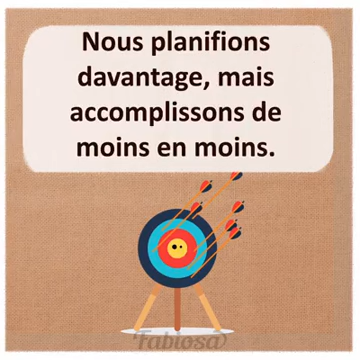 Nous planifions
davantage, mais
accomplissons de
moins en moins.
Fabiosa